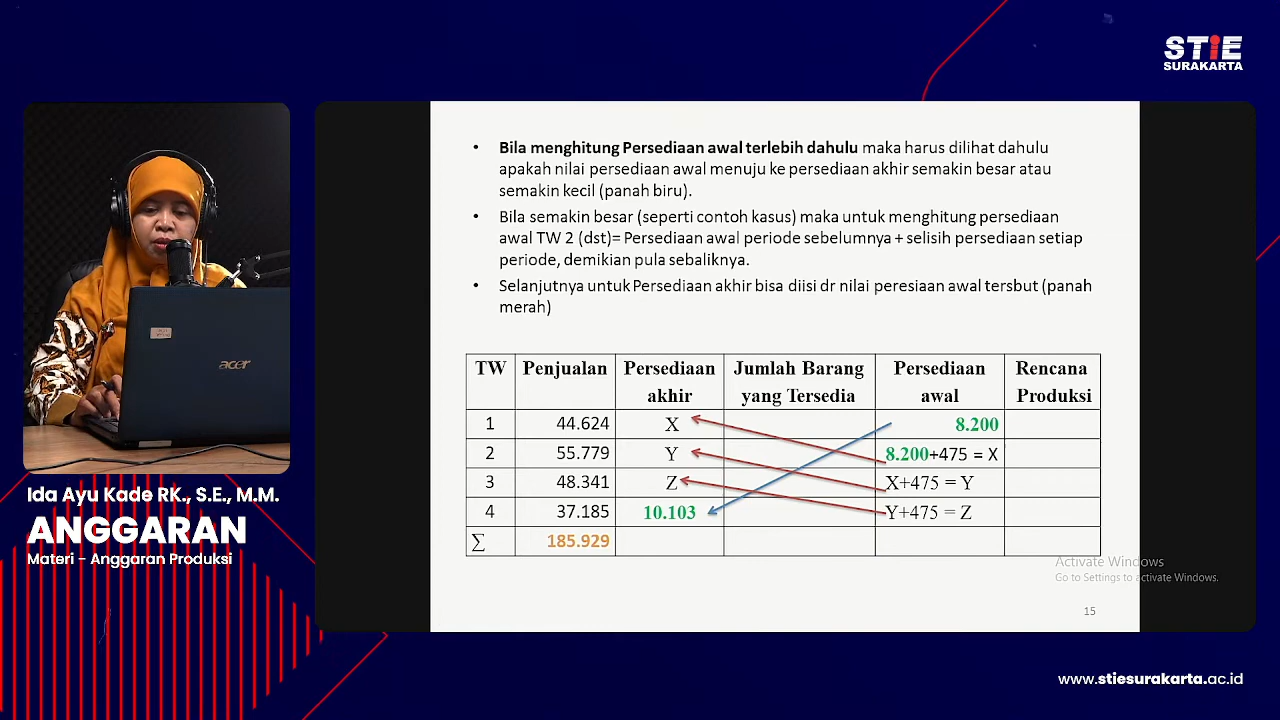 STIE
SURAKARTA
• Bila menghitung Persediaan awal terlebih dahulu maka harus dilihat dahulu
apakah nilai persediaan awal menuju ke persediaan akhir semakin besar atau
semakin kecil (panah biru).
• Bila semakin besar (seperti contoh kasus) maka untuk menghitung persediaan
awal TW 2 (dst)= Persediaan awal periode sebelumnya + selisih persediaan setiap
periode, demikian pula sebaliknya.
• Selanjutnya untuk Persediaan akhir bisa diisi dr nilai peresiaan awal tersbut (panah
merah)
TW Penjualan Persediaan akhir Jumlah Barang yang Tersedia Persediaan awal Rencana Produksi
1 44.624 X 8.200
2 55.779 Y 8.200+475 = X
3 48.341 Z X+475 = Y
4 37.185 10.103 Y+475 = Z
∑ 185.929
acer
Ida Ayu Kade RK., S.E., M.M.
ANGGARAN
Materi - Anggaran Produksi
Activate Windows
Go to Settings to activate Windows.
15
www.stiesurakarta.ac.id